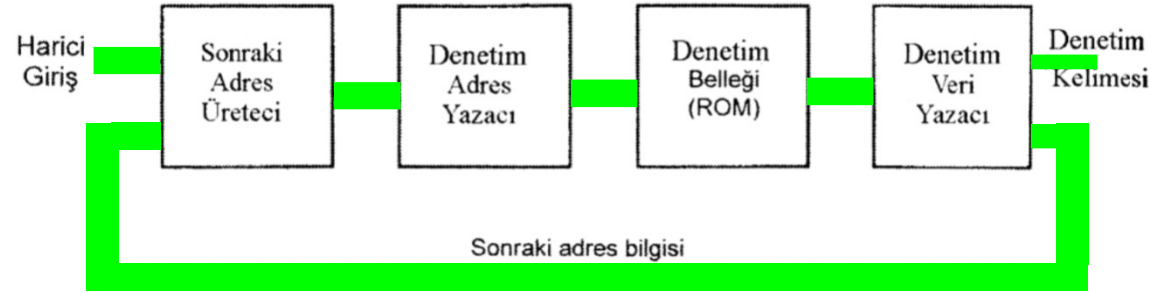 Harici
Giriş
Sonraki
Adres
Üreteci
Denetim
Adres
Yazacı
Denetim
Belleği
(ROM)
Denetim
Veri
Yazacı
Denetim
Kelimesi
Sonraki adres bilgisi